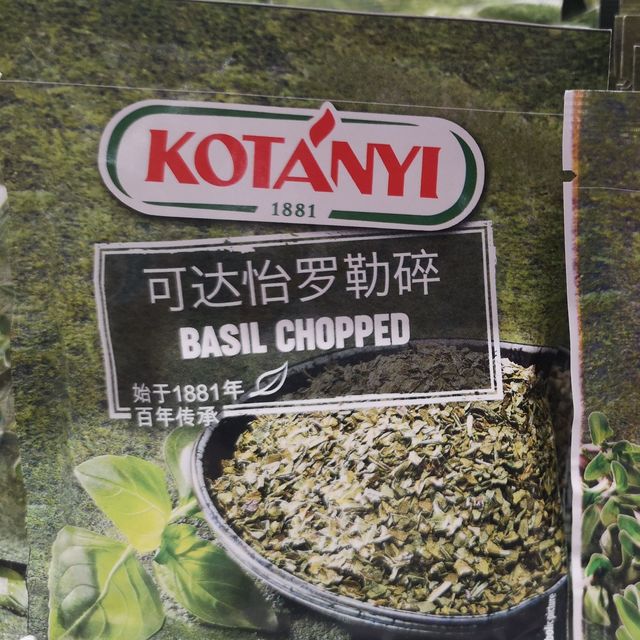 KOTÁNYI
1881
可达怡罗勒碎
BASIL CHOPPED
始于1881年
百年传承